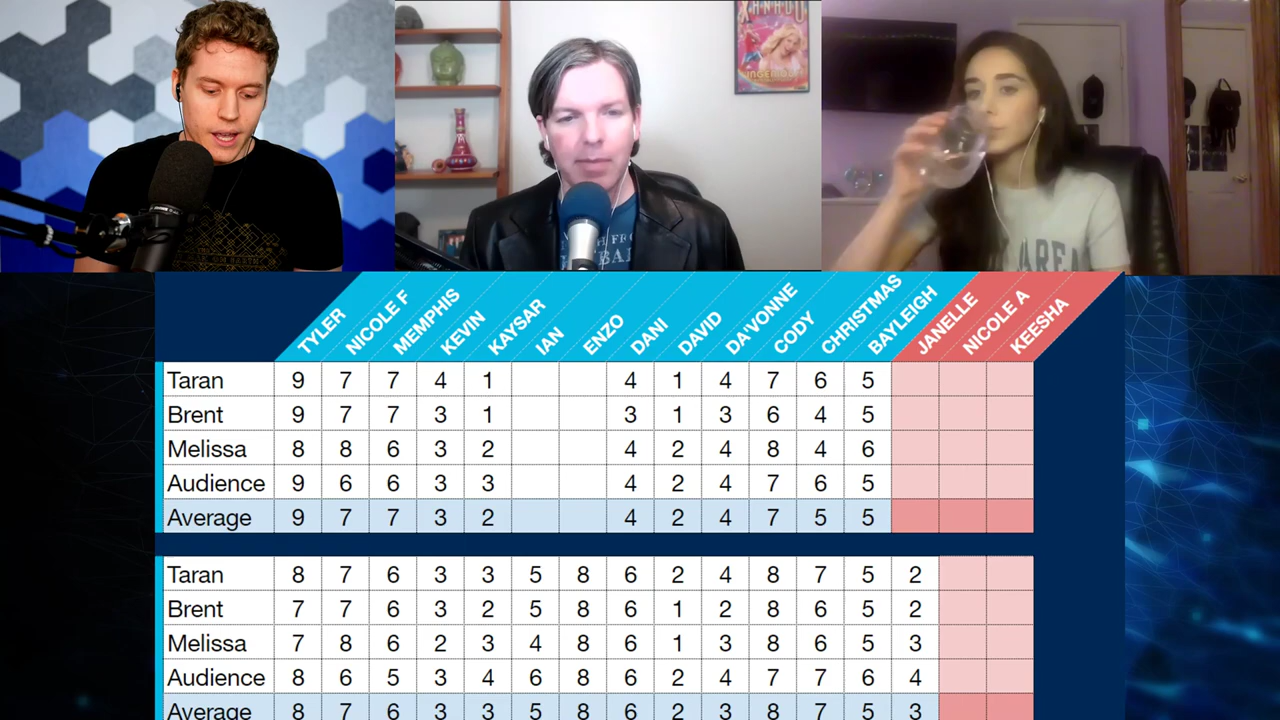 XANADU
INGENIDO
AREA
TYLER NICOLE F MEMPHIS KEVIN KAYSAR IAN ENZO DANI DAVID DA'VONNE CODY CHRISTMAS BAYLEIGH JANELLE NICOLE A KEESHA
Taran 9 7 7 4 1 4 1 4 7 6 5
Brent 9 7 7 3 1 3 1 3 6 4 5
Melissa 8 8 6 3 2 4 2 4 8 4 6
Audience 9 6 6 3 3 4 2 4 7 6 5
Average 9 7 7 3 2 4 2 4 7 5 5
Taran 8 7 6 3 3 5 8 6 2 4 8 7 5 2
Brent 7 7 6 3 2 5 8 6 1 2 8 6 5 2
Melissa 7 8 6 2 3 4 8 6 1 3 8 6 5 3
Audience 8 6 5 3 4 6 8 6 2 4 7 7 6 4
Average 8 7 6 3 3 5 8 6 2 3 8 7 5 3